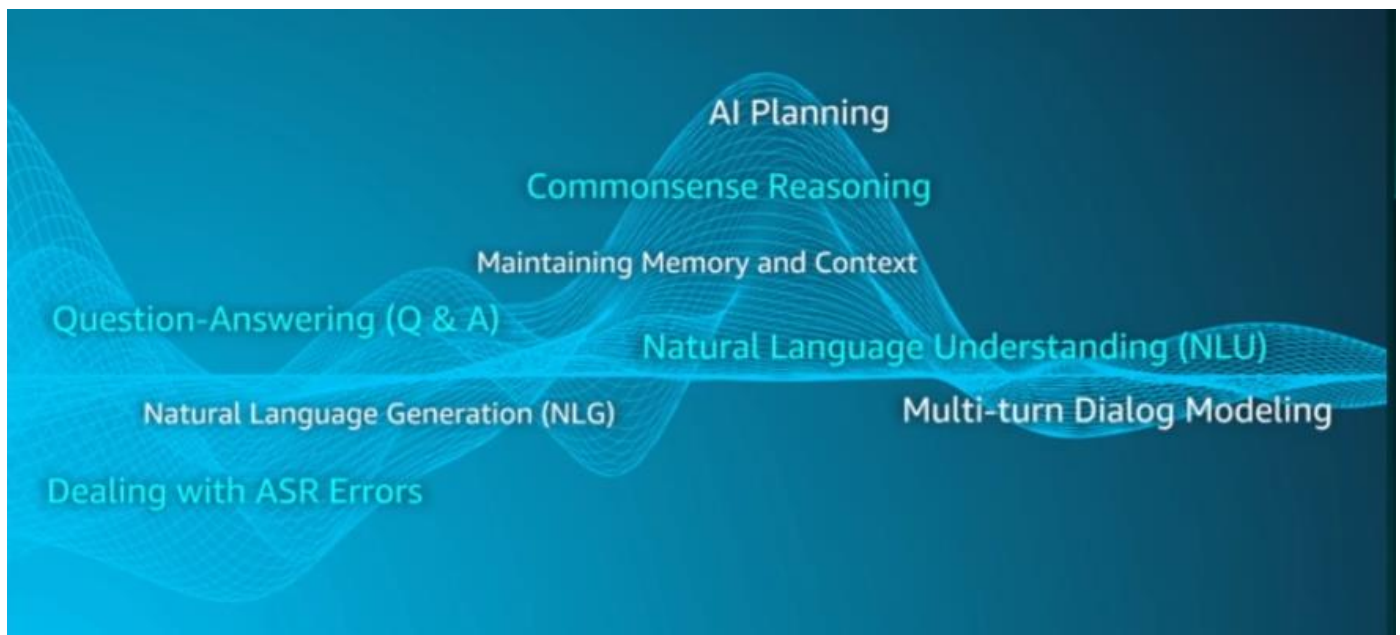 AI Planning
Commonsense Reasoning
Maintaining Memory and Context
Question-Answering (Q & A)
Natural Language Understanding (NLU)
Natural Language Generation (NLG)
Multi-turn Dialog Modeling
Dealing with ASR Errors